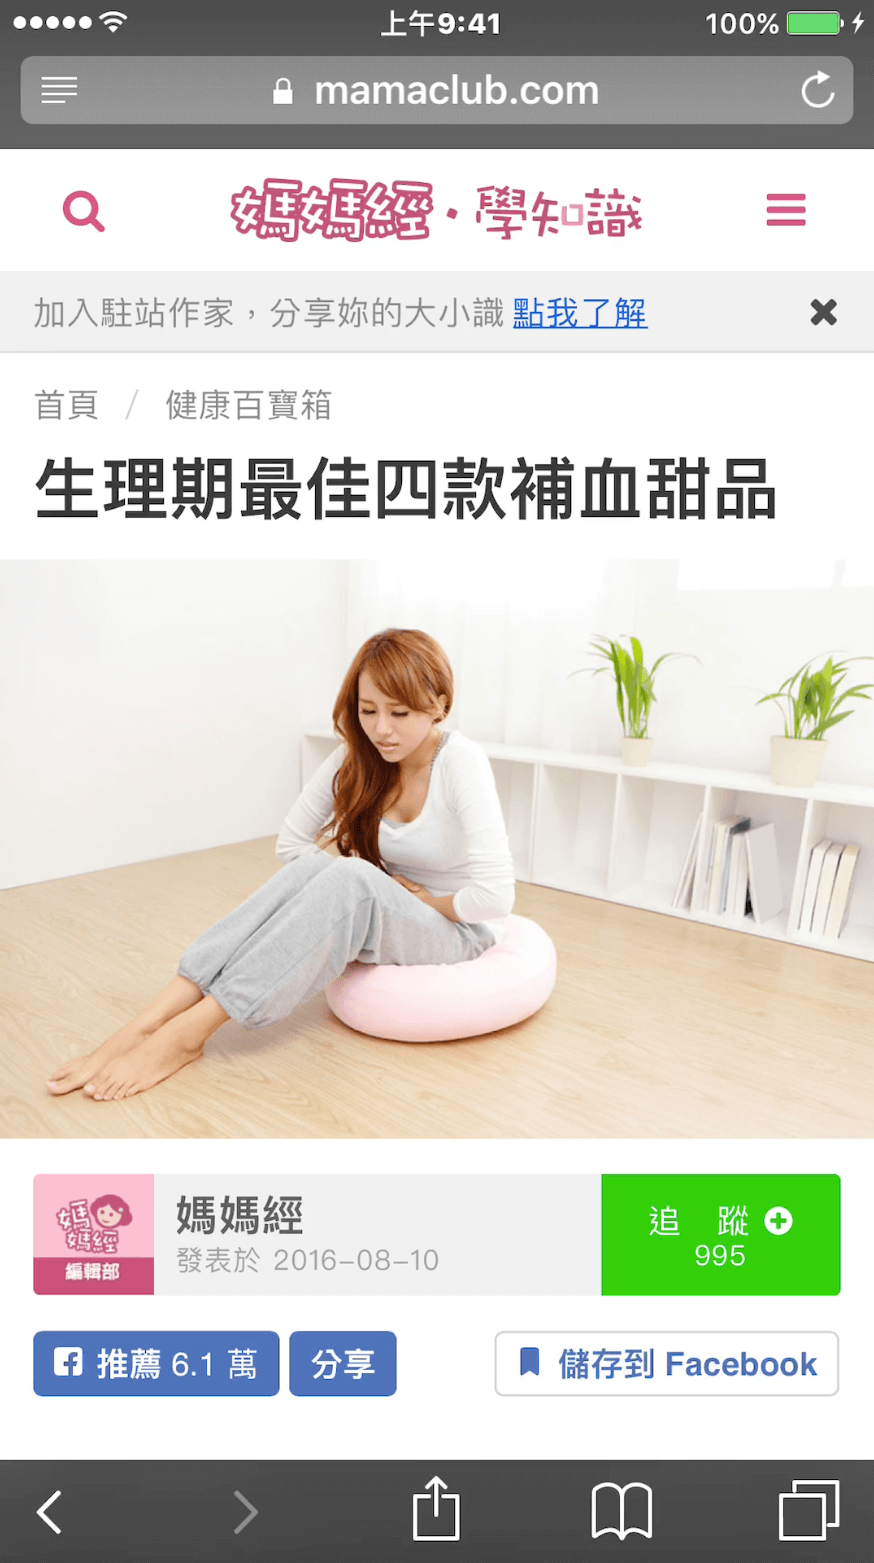 上午9:41
100%
mamaclub.com
媽媽經·學知識
加入駐站作家，分享妳的大小識 點我了解
首頁 / 健康百寶箱
生理期最佳四款補血甜品
媽媽經
編輯部
媽媽經
發表於 2016-08-10
追 蹤
995
推薦 6.1 萬
分享
儲存到 Facebook